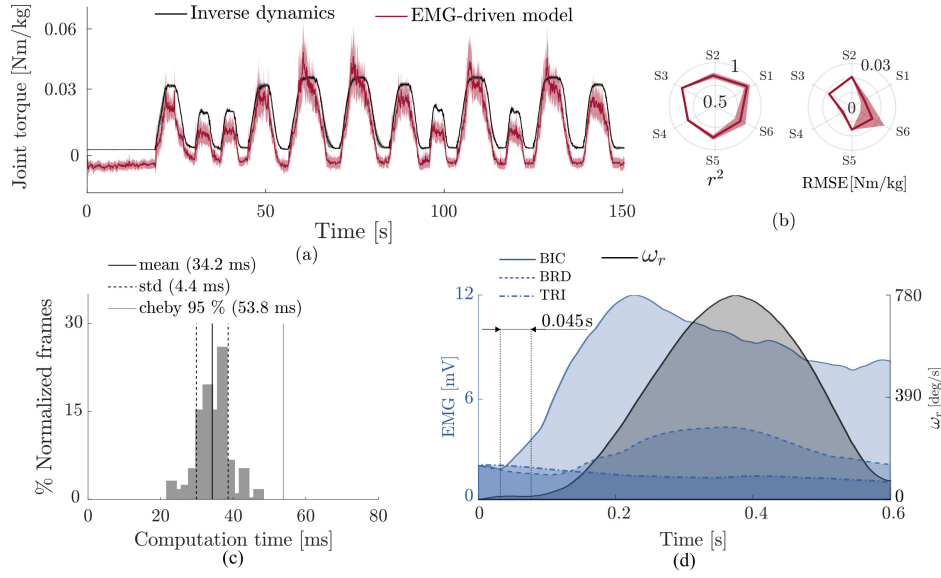 Inverse dynamics
EMG-driven model
0.06
0.03
0
Joint torque [Nm/kg]
0
50
100
150
Time [s]
(a)
S2
S3
1
S1
0.5
S4
S6
S5
r²
S2
0.03
S3
S1
0
S4
S6
S5
RMSE[Nm/kg]
(b)
mean (34.2 ms)
std (4.4 ms)
cheby 95 % (53.8 ms)
30
15
0
% Normalized frames
0
20
40
60
80
Computation time [ms]
(c)
BIC
BRD
TRI
ωr
12
6
0
EMG [mV]
0.045s
780
390
0
ωr [deg/s]
0
0.2
0.4
0.6
Time [s]
(d)